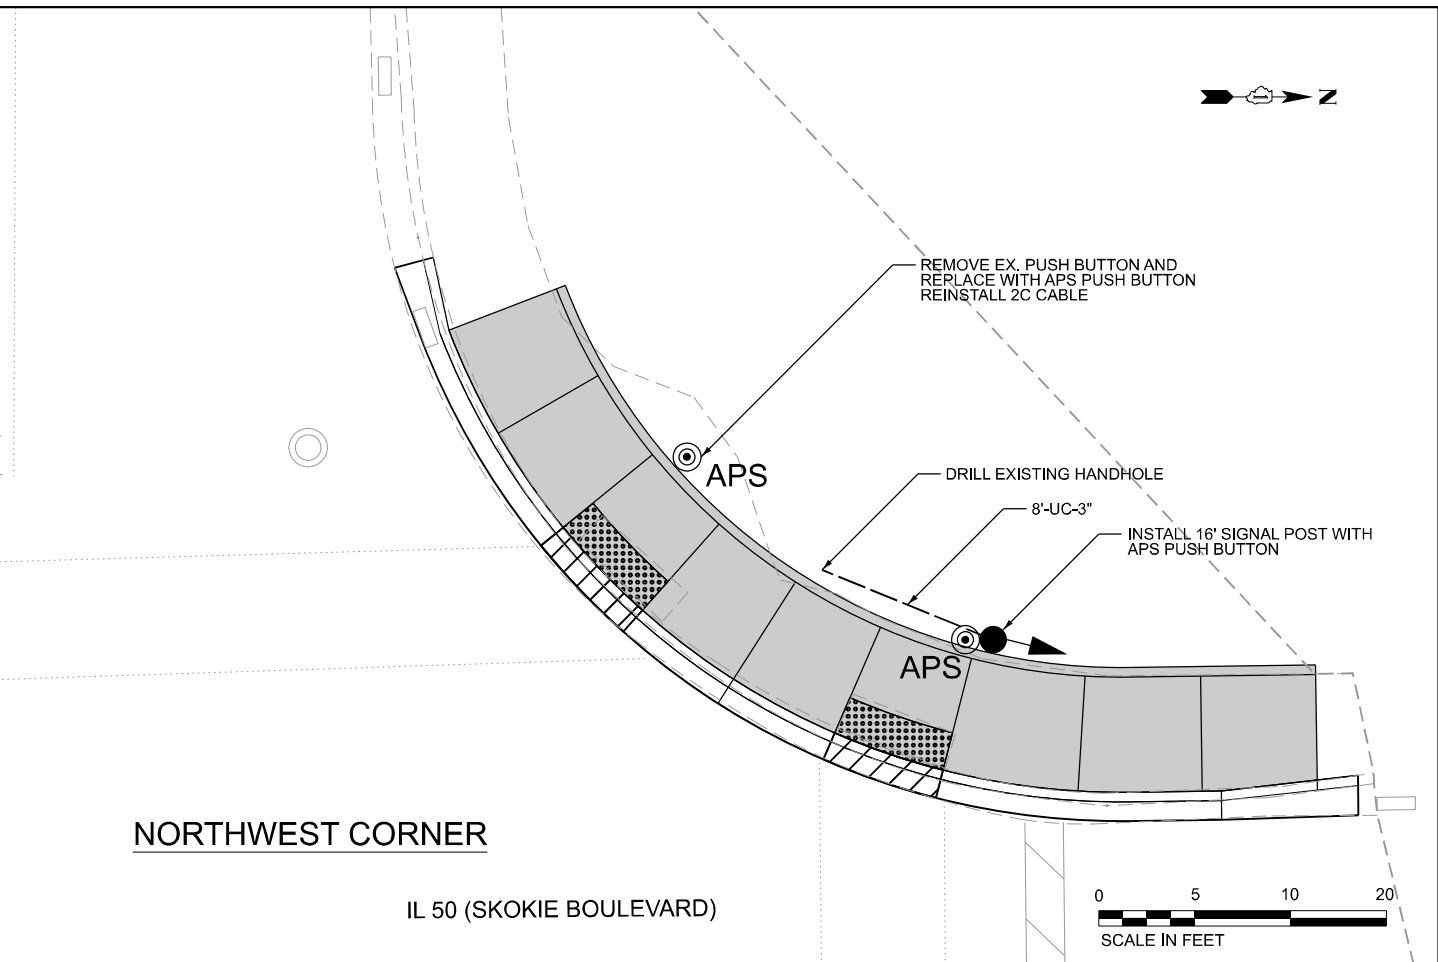 N
REMOVE EX. PUSH BUTTON AND
REPLACE WITH APS PUSH BUTTON
REINSTALL 2C CABLE
APS
DRILL EXISTING HANDHOLE
8'-UC-3"
INSTALL 16' SIGNAL POST WITH
APS PUSH BUTTON
APS
NORTHWEST CORNER
IL 50 (SKOKIE BOULEVARD)
0 5 10 20
SCALE IN FEET